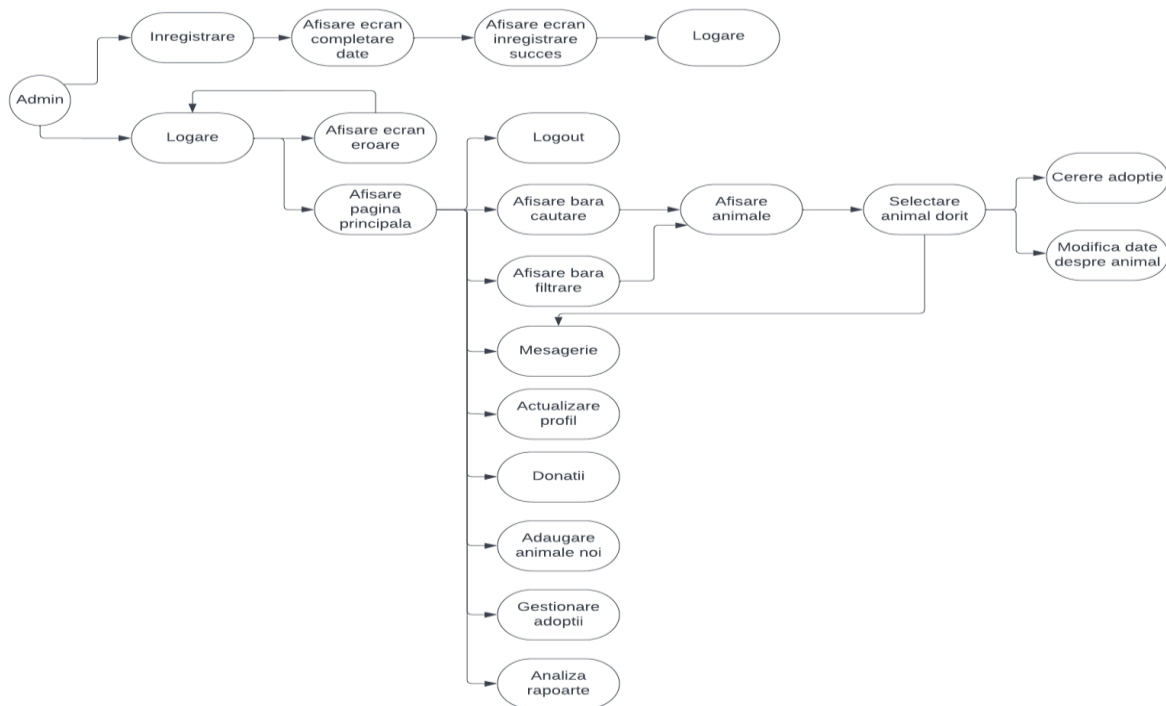 Inregistrare
Afisare ecran
completare
date
Afisare ecran
inregistrare
succes
Logare
Admin
Logare
Afisare ecran
eroare
Logout
Afisare
pagina
principala
Afisare bara
cautare
Afisare
animale
Selectare
animal dorit
Cerere adoptie
Modifica date
despre animal
Afisare bara
filtrare
Mesagerie
Actualizare
profil
Donatii
Adaugare
animale noi
Gestionare
adoptii
Analiza
rapoarte